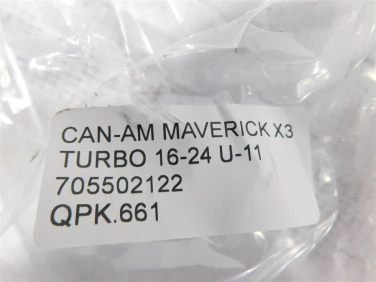 CAN-AM MAVERICK X3
TURBO 16-24 U-11
705502122
QPK.661